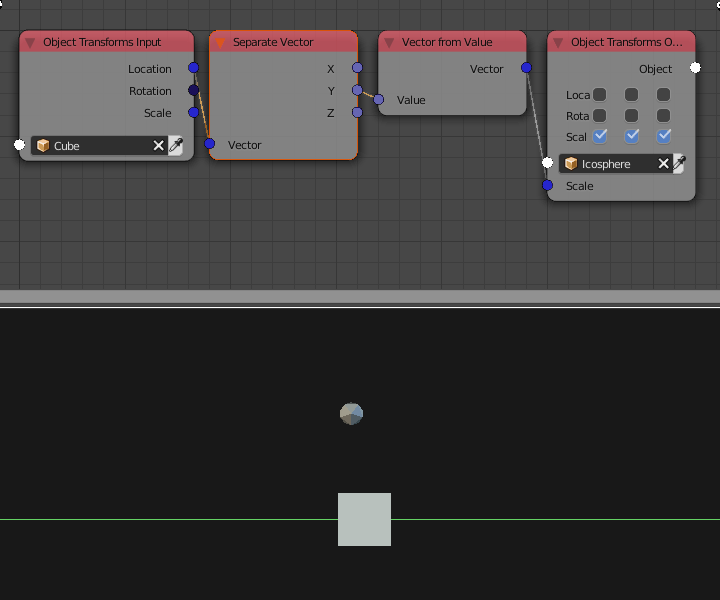 Object Transforms Input
Location
Rotation
Scale
Cube
Separate Vector
X
Y
Z
Vector
Vector from Value
Vector
Value
Object Transforms O...
Object
Loca
Rota
Scal
Icosphere
Scale